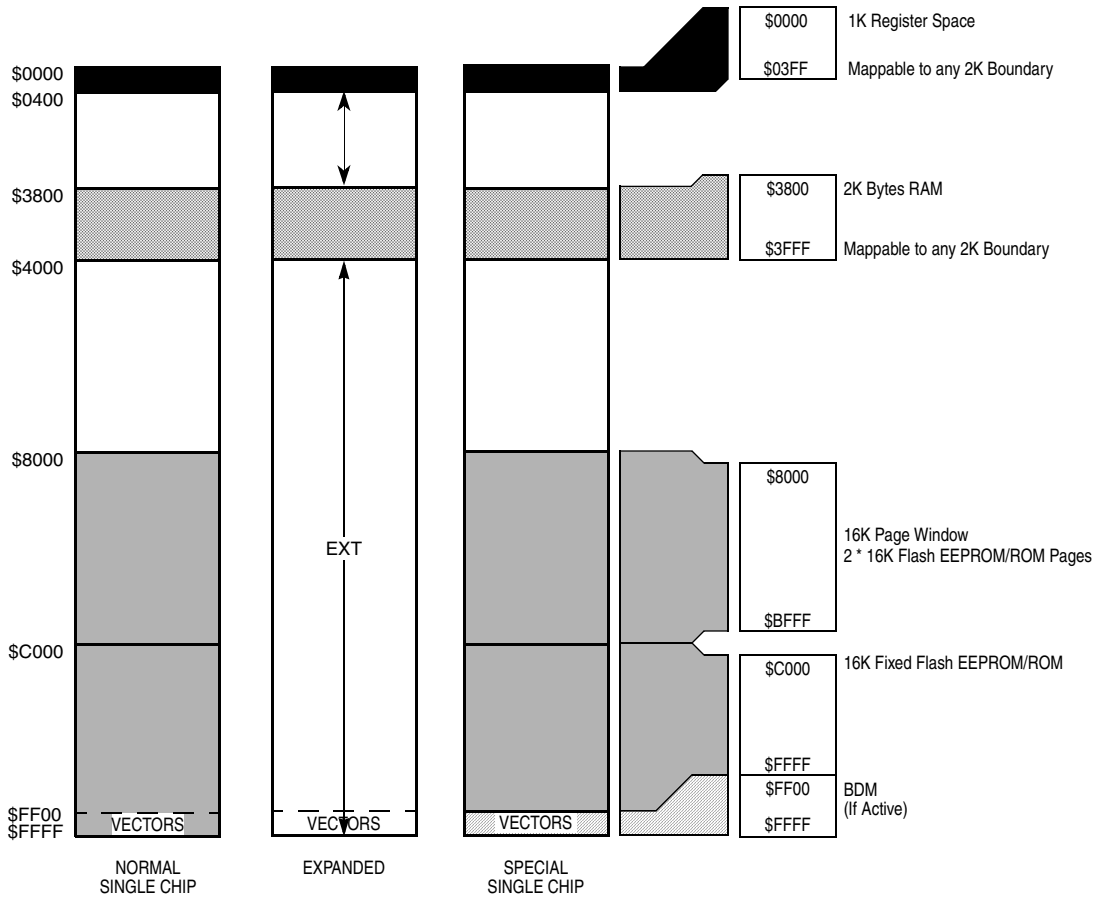 $0000
$0400
$3800
$4000
$8000
$C000
$FF00
$FFFF
VECTORS
NORMAL
SINGLE CHIP
EXT
VECTORS
EXPANDED
VECTORS
SPECIAL
SINGLE CHIP
$0000
1K Register Space
$03FF
Mappable to any 2K Boundary
$3800
2K Bytes RAM
$3FFF
Mappable to any 2K Boundary
$8000
16K Page Window
2 * 16K Flash EEPROM/ROM Pages
$BFFF
$C000
16K Fixed Flash EEPROM/ROM
$FFFF
$FF00
BDM
(If Active)
$FFFF